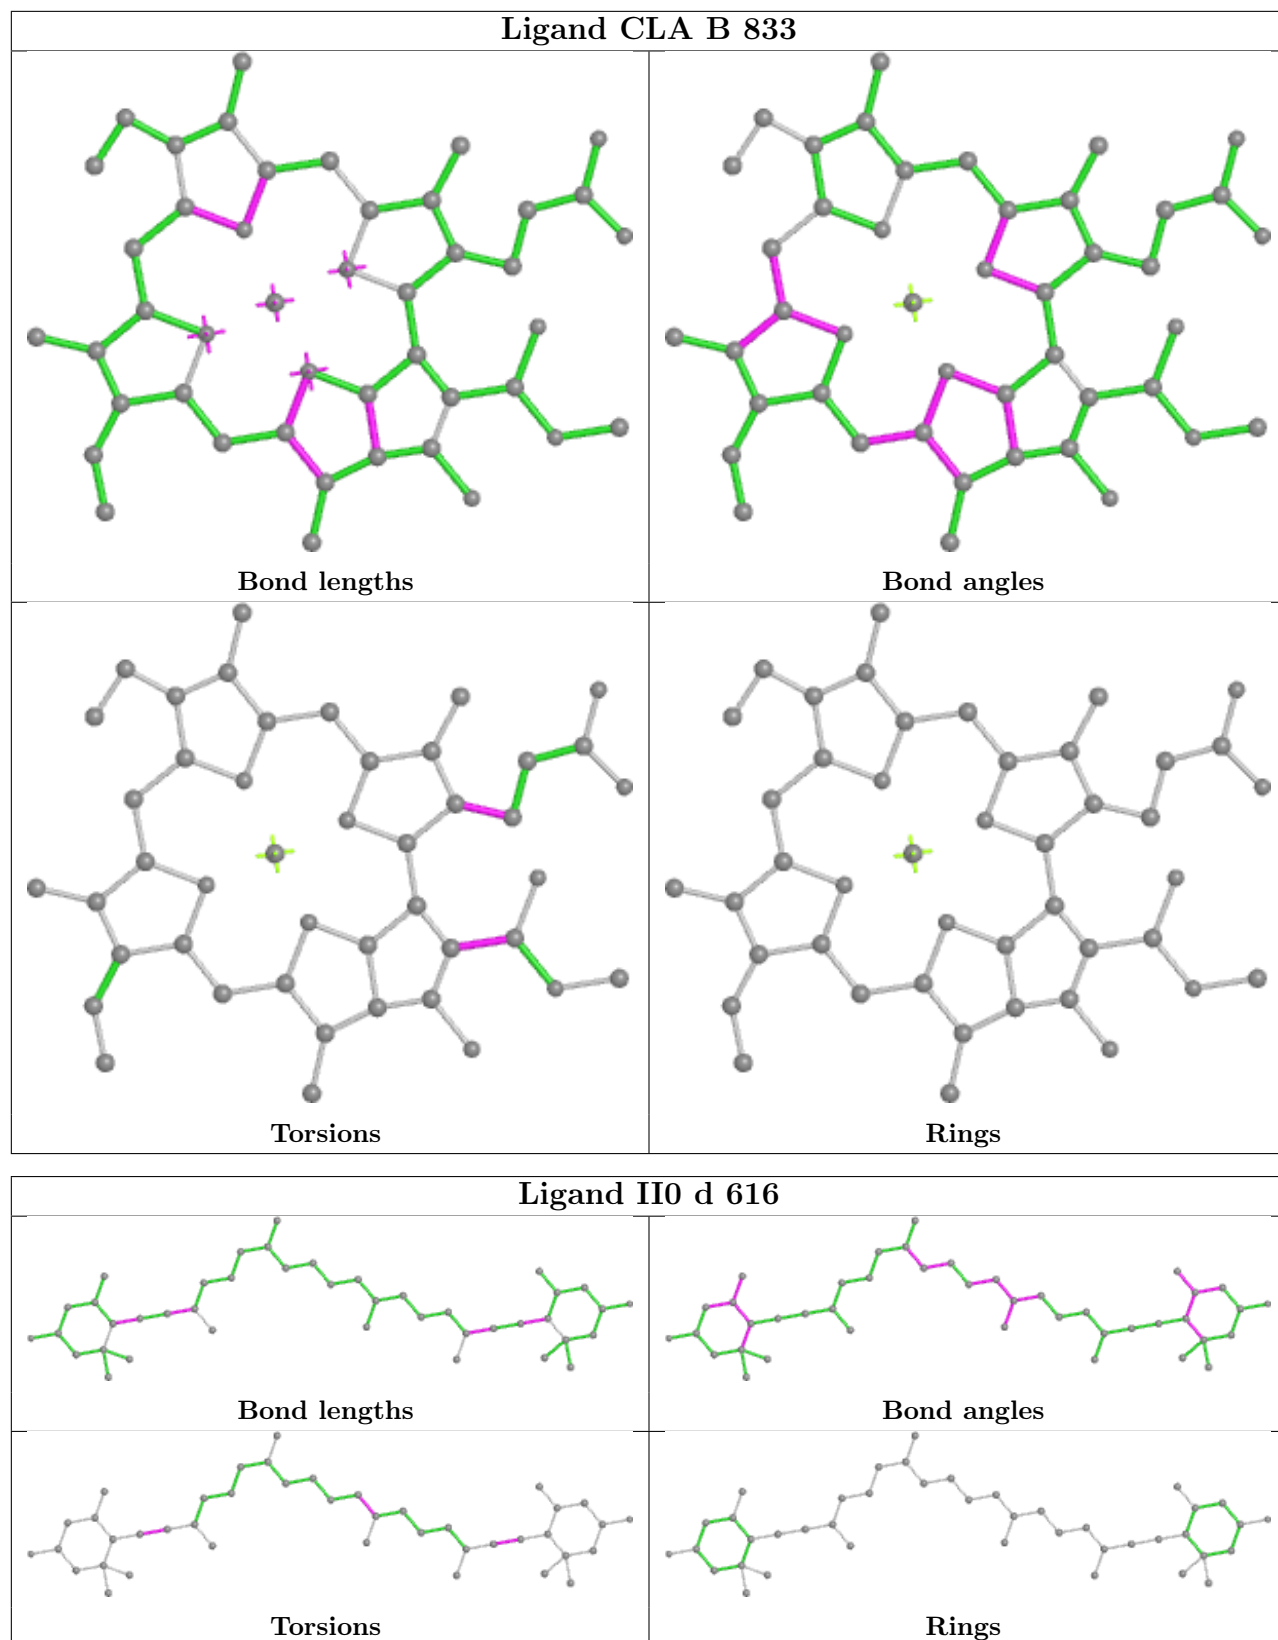 Ligand CLA B 833
Bond lengths
Bond angles
Torsions
Rings
Ligand II0 d 616
Bond lengths
Bond angles
Torsions
Rings